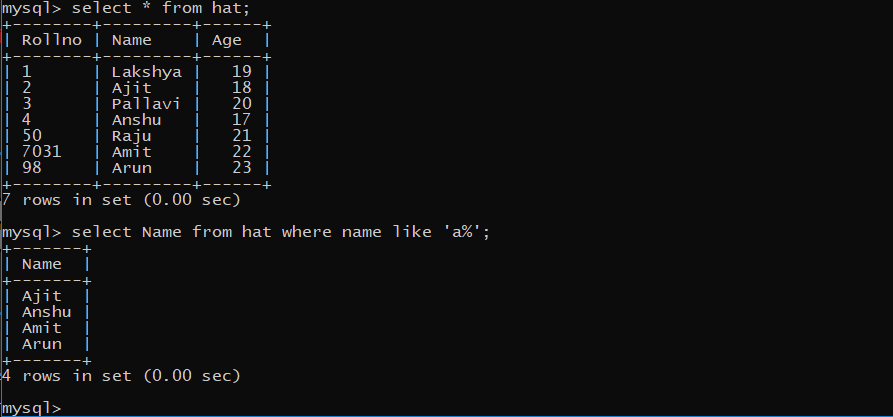 mysql> select * from hat;
+--------+---------+------+
| Rollno | Name    | Age  |
+--------+---------+------+
| 1      | Lakshya |   19 |
| 2      | Ajit    |   18 |
| 3      | Pallavi |   20 |
| 4      | Anshu   |   17 |
| 50     | Raju    |   21 |
| 7031   | Amit    |   22 |
| 98     | Arun    |   23 |
+--------+---------+------+
7 rows in set (0.00 sec)
mysql> select Name from hat where name like 'a%';
+-------+
| Name  |
+-------+
| Ajit  |
| Anshu |
| Amit  |
| Arun  |
+-------+
4 rows in set (0.00 sec)
mysql>